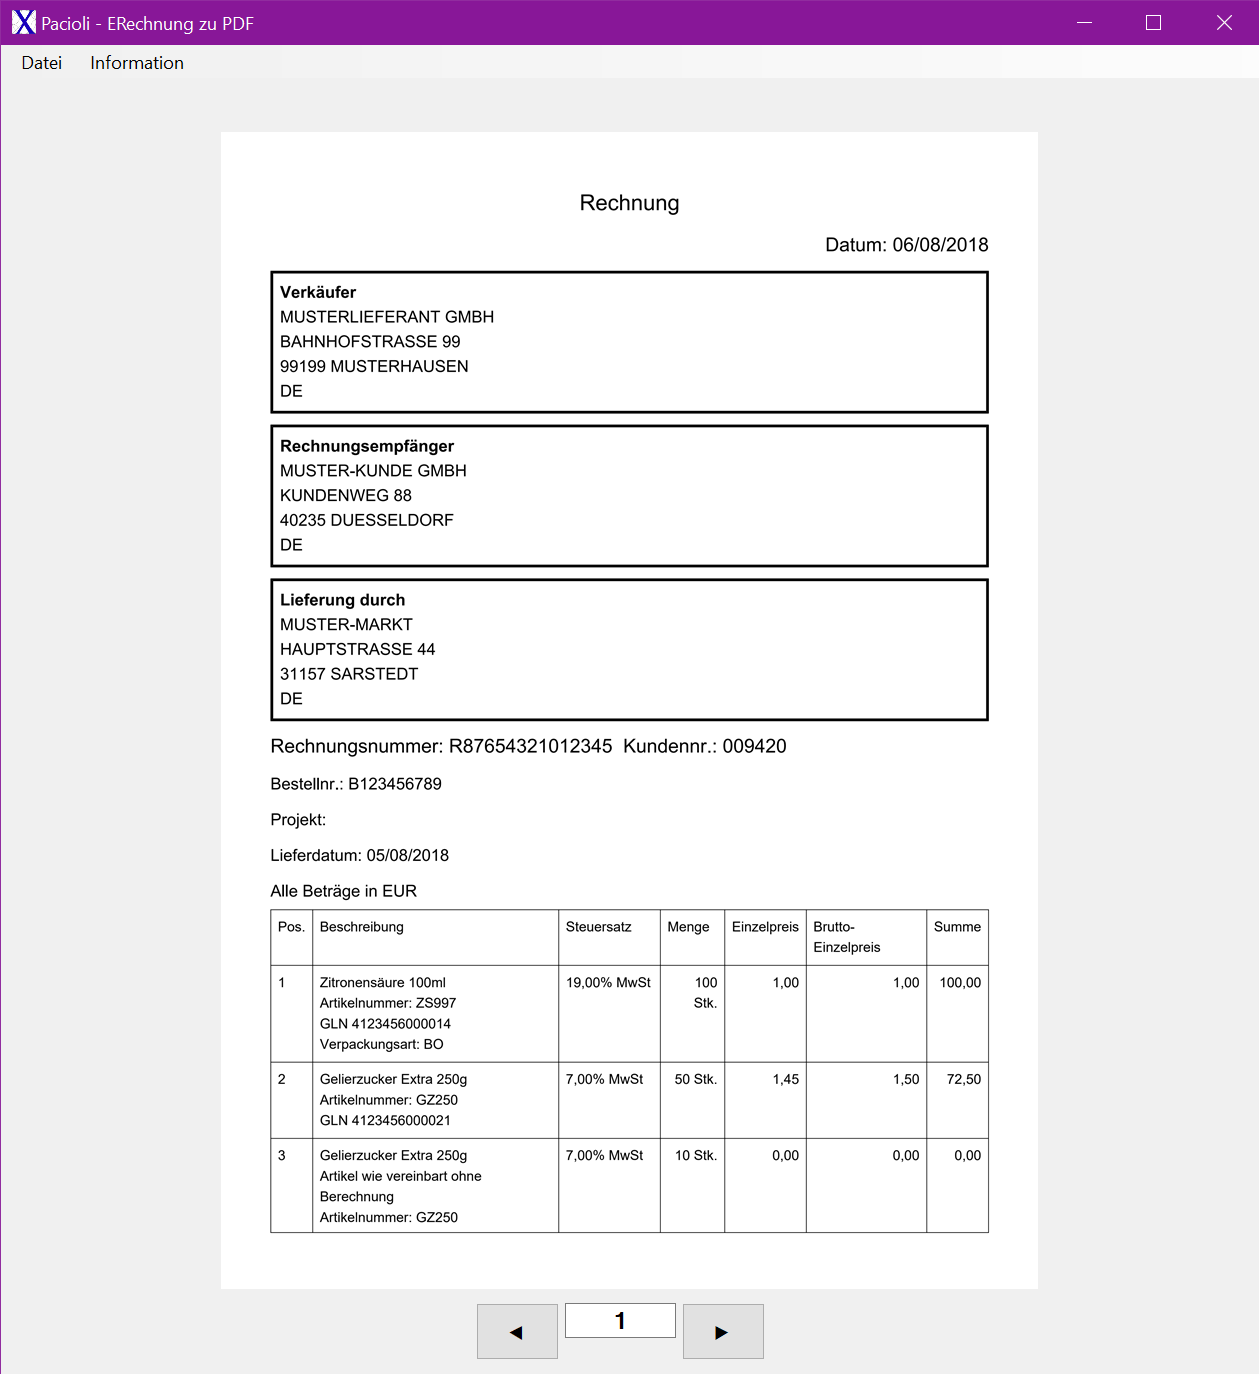 Pacioli - ERechnung zu PDF
Datei Information
Rechnung
Datum: 06/08/2018
Verkäufer
MUSTERLIEFERANT GMBH
BAHNHOFSTRASSE 99
99199 MUSTERHAUSEN
DE
Rechnungsempfänger
MUSTER-KUNDE GMBH
KUNDENWEG 88
40235 DUESSELDORF
DE
Lieferung durch
MUSTER-MARKT
HAUPTSTRASSE 44
31157 SARSTEDT
DE
Rechnungsnummer: R87654321012345 Kundennr.: 009420
Bestellnr.: B123456789
Projekt:
Lieferdatum: 05/08/2018
Alle Beträge in EUR
Pos. Beschreibung Steuersatz Menge Einzelpreis Brutto- Summe
Einzelpreis
1 Zitronensäure 100ml 19,00% MwSt 100 1,00 1,00 100,00
Artikelnummer: ZS997 Stk.
GLN 4123456000014
Verpackungsart: BO
2 Gelierzucker Extra 250g 7,00% MwSt 50 Stk. 1,45 1,50 72,50
Artikelnummer: GZ250
GLN 4123456000021
3 Gelierzucker Extra 250g 7,00% MwSt 10 Stk. 0,00 0,00 0,00
Artikel wie vereinbart ohne
Berechnung
Artikelnummer: GZ250
1